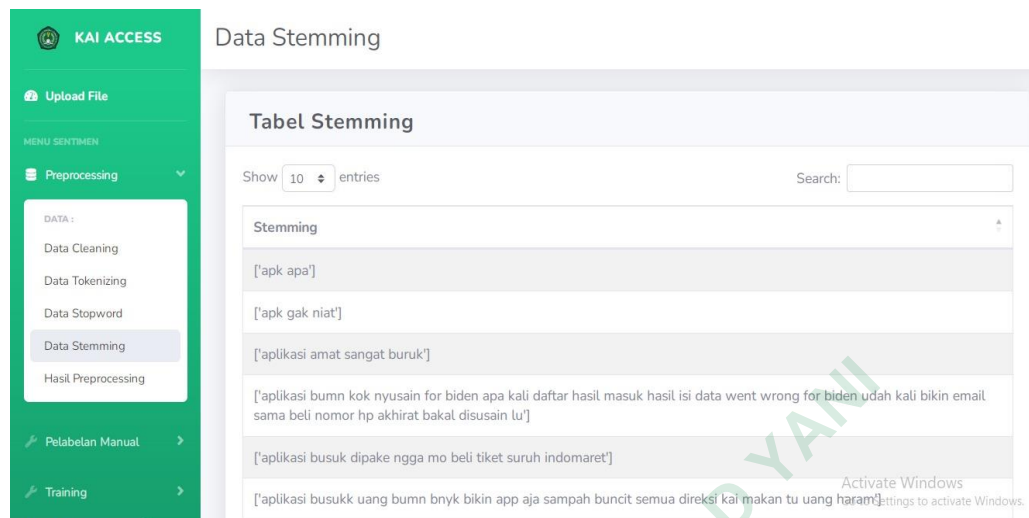 KAI ACCESS
Data Stemming
Upload File
MENU SENTIMEN
Preprocessing
DATA :
Data Cleaning
Data Tokenizing
Data Stopword
Data Stemming
Hasil Preprocessing
Pelabelan Manual
Training
Tabel Stemming
Show 10 entries
Search:
Stemming
['apk apa']
['apk gak niat']
['aplikasi amat sangat buruk']
['aplikasi bumn kok nyusain for biden apa kali daftar hasil masuk hasil isi data went wrong for biden udah kali bikin email
sama beli nomor hp akhirat bakal disusain lu']
['aplikasi busuk dipake ngga mo beli tiket suruh indomaret']
['aplikasi busukk uang bumn bnyk bikin app aja sampah buncit semua direksi kai makan tu uang haram']
Activate Windows
Settings to activate Windows.
D YANI